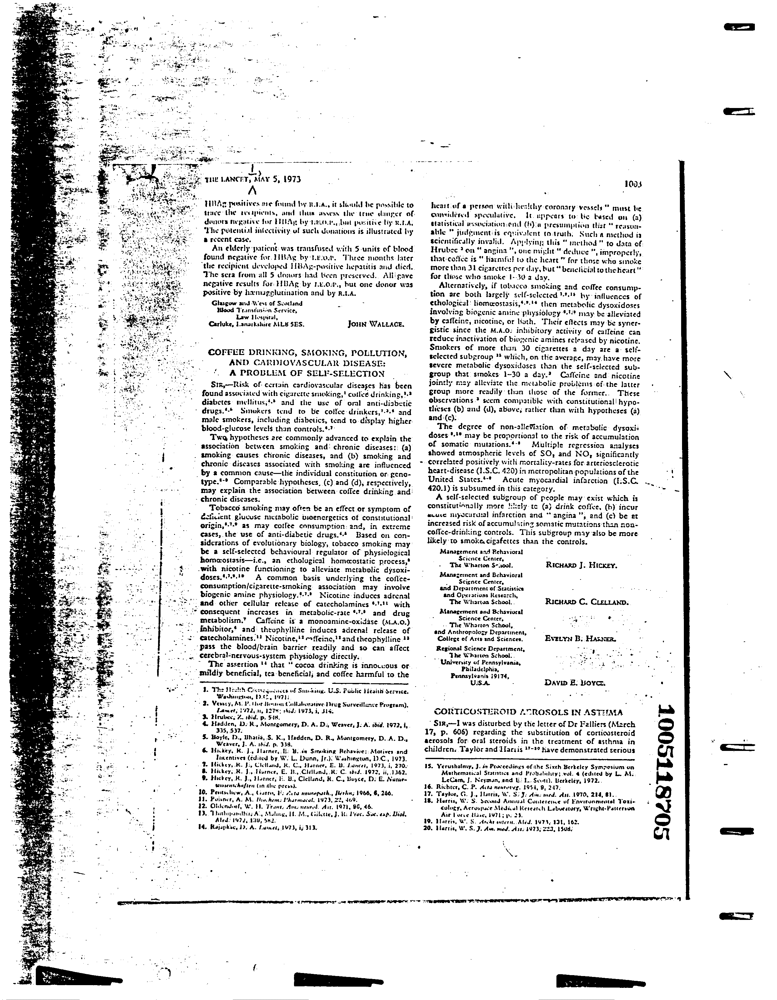 THE LANCET, MAY 5, 1973
1003
HBAg positives are found by R.I.A., it should be possible to
trace the recipients, and thus assess the true danger of
donors negative for HBAg by I.E.O.P., but positive by R.I.A.
The potential infectivity of such donations is illustrated by
a recent case.
An elderly patient was transfused with 5 units of blood
found negative for HBAg by I.E.O.P. Three months later
the recipient developed HBAg-positive hepatitis and died.
The sera from all 5 donors had been preserved. All gave
negative results for HBAg by I.E.O.P., but one donor was
positive by hæmagglutination and by R.I.A.
Glasgow and West of Scotland
Blood Transfusion Service,
Law Hospital,
Carluke, Lanarkshire ML8 5ES.
JOHN WALLACE.
COFFEE DRINKING, SMOKING, POLLUTION,
AND CARDIOVASCULAR DISEASE:
A PROBLEM OF SELF-SELECTION
SIR,—Risk of certain cardiovascular diseases has been
found associated with cigarette smoking,¹ coffee drinking,²,³
diabetes mellitus,⁴,⁵ and the use of oral anti-diabetic
drugs.⁴,⁵ Smokers tend to be coffee drinkers,¹,²,⁶ and
male smokers, including diabetics, tend to display higher
blood-glucose levels than controls.⁶,⁷
Two hypotheses are commonly advanced to explain the
association between smoking and chronic diseases: (a)
smoking causes chronic diseases, and (b) smoking and
chronic diseases associated with smoking are influenced
by a common cause—the individual constitution or geno-
type.⁶⁻⁹ Comparable hypotheses, (c) and (d), respectively,
may explain the association between coffee drinking and
chronic diseases.
Tobacco smoking may often be an effect or symptom of
deficient glucose metabolic bioenergetics of constitutional
origin,⁶,⁷,⁹ as may coffee consumption and, in extreme
cases, the use of anti-diabetic drugs.⁶,⁸ Based on con-
siderations of evolutionary biology, tobacco smoking may
be a self-selected behavioural regulator of physiological
homœostasis—i.e., an ethological homœostatic process,⁶
with nicotine functioning to alleviate metabolic dysoxi-
doses.⁶,⁷,⁹,¹⁰ A common basis underlying the coffee-
consumption/cigarette-smoking association may involve
biogenic amine physiology.⁶,⁷,⁹ Nicotine induces adrenal
and other cellular release of catecholamines ⁶,⁷,¹¹ with
consequent increases in metabolic-rate ⁶,⁷,⁹ and drug
metabolism.⁷ Caffeine is a monoamine-oxidase (M.A.O.)
inhibitor,⁶ and theophylline induces adrenal release of
catecholamines.¹¹ Nicotine,¹² caffeine,¹³ and theophylline ¹³
pass the blood/brain barrier readily and so can affect
cerebral-nervous-system physiology directly.
The assertion ¹⁴ that " cocoa drinking is innocuous or
mildly beneficial, tea beneficial, and coffee harmful to the
1. The Health Consequences of Smoking. U.S. Public Health Service.
Washington, D.C., 1971.
2. Vessey, M. P. (for Boston Collaborative Drug Surveillance Program).
Lancet, 1972, ii, 1278; ibid. 1973, i, 314.
3. Hrubec, Z. ibid. p. 518.
4. Hadden, D. R., Montgomery, D. A. D., Weaver, J. A. ibid. 1972, i,
335, 537.
5. Boyle, D., Bhatia, S. K., Hadden, D. R., Montgomery, D. A. D.,
Weaver, J. A. ibid. p. 338.
6. Hickey, R. J., Harner, E. B. in Smoking Behavior: Motives and
Incentives (edited by W. L. Dunn, Jr.). Washington, D.C., 1973.
7. Hickey, R. J., Clelland, R. C., Harner, E. B. Lancet, 1973, i, 270.
8. Hickey, R. J., Harner, E. B., Clelland, R. C. ibid. 1972, ii, 1362.
9. Hickey, R. J., Harner, E. B., Clelland, R. C., Boyce, D. E. Natur-
wissenschaften (in the press).
10. Pentschew, A., Garro, F. Acta neuropath., Berlin, 1966, 6, 266.
11. Poisner, A. M. Biochem. Pharmacol. 1973, 22, 469.
12. Oldendorf, W. H. Trans. Am. neurol. Ass. 1971, 96, 46.
13. A., Maling, H. M., Gillette, J. R. Proc. Soc. exp. Biol.
Med. 1972, 139, 582.
14. D. A. Lancet, 1973, i, 313.
heart of a person with healthy coronary vessels " must be
considered speculative. It appears to be based on (a)
statistical association and (b) a presumption that " reason-
able " judgment is equivalent to truth. Such a method is
scientifically invalid. Applying this " method " to data of
Hrubec ³ on " angina ", one might " deduce ", improperly,
that coffee is " harmful to the heart " for those who smoke
more than 31 cigarettes per day, but " beneficial to the heart "
for those who smoke 1-30 a day.
Alternatively, if tobacco smoking and coffee consump-
tion are both largely self-selected by influences of
ethological homœostasis, then metabolic dysoxidoses
involving biogenic amine physiology ⁶,⁷,⁹ may be alleviated
by caffeine, nicotine, or both. Their effects may be syner-
gistic since the M.A.O. inhibitory activity of caffeine can
reduce inactivation of biogenic amines released by nicotine.
Smokers of more than 30 cigarettes a day are a self-
selected subgroup which, on the average, may have more
severe metabolic dysoxidoses than the self-selected sub-
group that smokes 1-30 a day.³ Caffeine and nicotine
jointly may alleviate the metabolic problems of the latter
group more readily than those of the former. These
observations ³ seem compatible with constitutional hypo-
theses (b) and (d), above, rather than with hypotheses (a)
and (c).
The degree of non-alleviation of metabolic dysoxi-
doses ⁹,¹⁰ may be proportional to the risk of accumulation
of somatic mutations.⁶⁻⁹ Multiple regression analyses
showed atmospheric levels of SO₂ and NO₂ significantly
correlated positively with mortality-rates for arteriosclerotic
heart-disease (I.S.C. 420) in metropolitan populations of the
United States.⁶⁻⁸ Acute myocardial infarction (I.S.C.
420.1) is subsumed in this category.
A self-selected subgroup of people may exist which is
constitutionally more likely to (a) drink coffee, (b) incur
acute myocardial infarction and " angina ", and (c) be at
increased risk of accumulating somatic mutations than non-
coffee-drinking controls. This subgroup may also be more
likely to smoke cigarettes than the controls.
Management and Behavioral
Science Center,
The Wharton School.
RICHARD J. HICKEY.
Management and Behavioral
Science Center,
and Department of Statistics
and Operations Research,
The Wharton School.
RICHARD C. CLELLAND.
Management and Behavioral
Science Center,
The Wharton School,
and Anthropology Department,
College of Arts and Sciences.
EVELYN B. HARNER.
Regional Science Department,
The Wharton School,
University of Pennsylvania,
Philadelphia,
Pennsylvania 19174,
U.S.A.
DAVID E. BOYCE.
CORTICOSTEROID AEROSOLS IN ASTHMA
SIR,—I was disturbed by the letter of Dr Falliers (March
17, p. 606) regarding the substitution of corticosteroid
aerosols for oral steroids in the treatment of asthma in
children. Taylor and Harris ¹⁷⁻²⁰ have demonstrated serious
15. Yerushalmy, J. in Proceedings of the Sixth Berkeley Symposium on
Mathematical Statistics and Probability; vol. 4 (edited by L. M.
LeCam, J. Neyman, and E. L. Scott). Berkeley, 1972.
16. Richter, C. P. Acta neuroveg. 1954, 9, 247.
17. Taylor, G. J., Harris, W. S. J. Am. med. Ass. 1970, 214, 81.
18. Harris, W. S. Second Annual Conference of Environmental Toxi-
cology, Aerospace Medical Research Laboratory, Wright-Patterson
Air Force Base, 1971; p. 23.
19. Harris, W. S. Archs intern. Med. 1973, 131, 162.
20. Harris, W. S. J. Am. med. Ass. 1973, 223, 1508.
1005118705